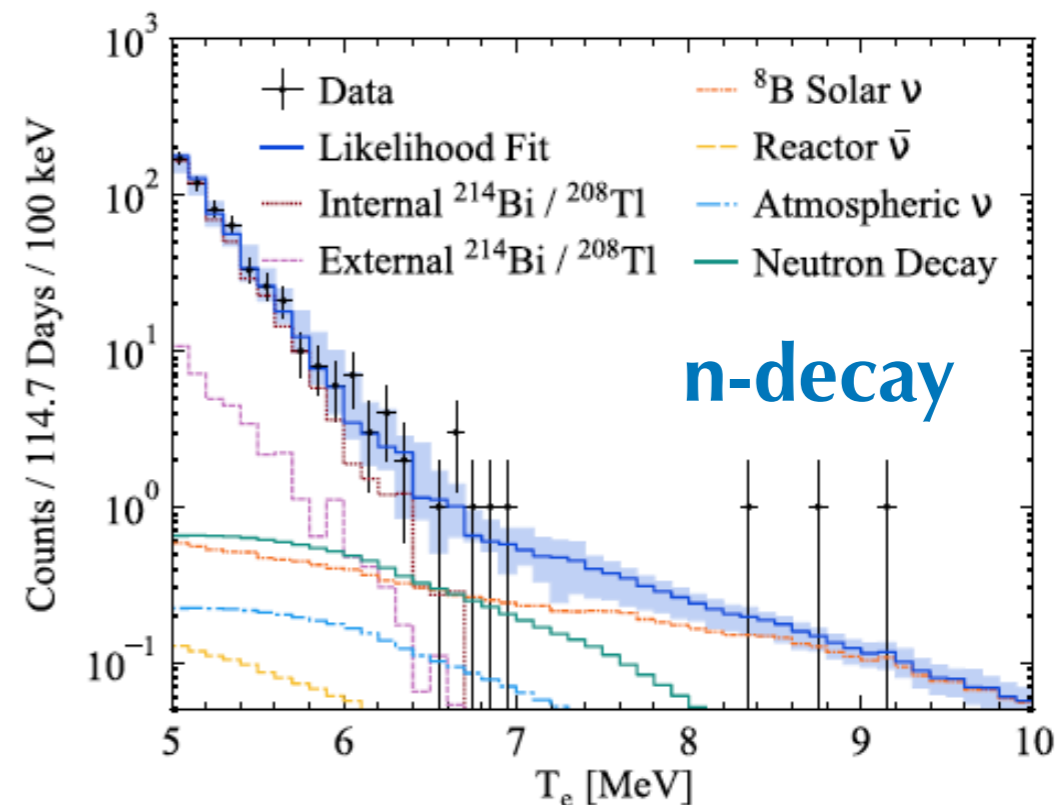 10³
10²
10¹
10⁰
10⁻¹
Counts / 114.7 Days / 100 keV
Data
Likelihood Fit
Internal ²¹⁴Bi / ²⁰⁸Tl
External ²¹⁴Bi / ²⁰⁸Tl
⁸B Solar ν
Reactor ν̄
Atmospheric ν
Neutron Decay
n-decay
5 6 7 8 9 10
Tₑ [MeV]